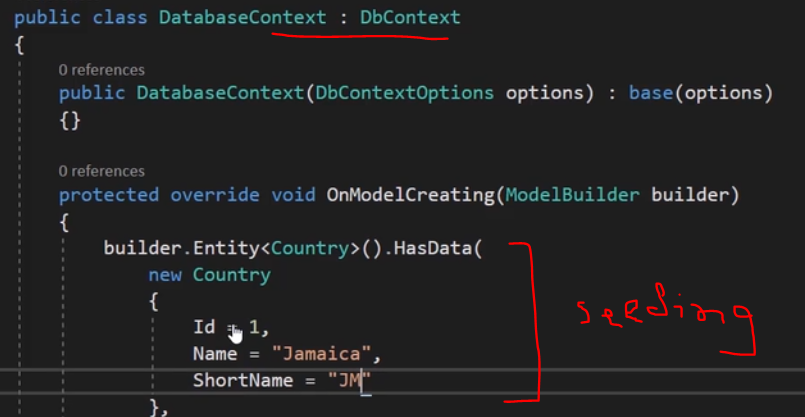 public class DatabaseContext : DbContext
{
0 references
public DatabaseContext(DbContextOptions options) : base(options)
{}
0 references
protected override void OnModelCreating(ModelBuilder builder)
{
builder.Entity<Country>().HasData(
new Country
{
Id = 1,
Name = "Jamaica",
ShortName = "JM"
},
seeding